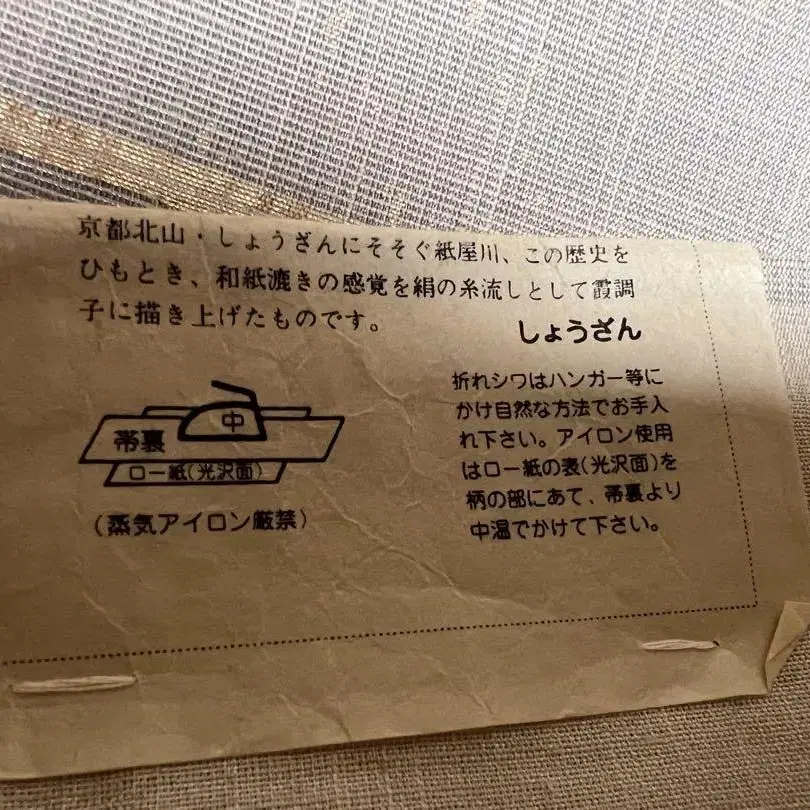 京都北山・しょうざんにそそぐ紙屋川、この歴史を
ひもとき、和紙漉きの感覚を絹の糸流しとして霞調
子に描き上げたものです。
しょうざん
中
帯裏
ロー紙(光沢面)
(蒸気アイロン厳禁)
折れシワはハンガー等に
かけ自然な方法でお手入
れ下さい。アイロン使用
はロー紙の表(光沢面)を
柄の部にあて、帯裏より
中温でかけて下さい。